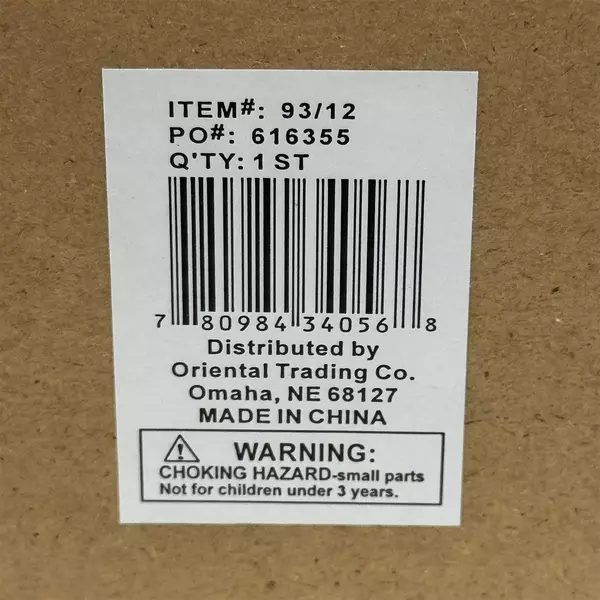 ITEM#: 93/12
PO#: 616355
Q'TY: 1 ST
7 80984 34056 8
Distributed by
Oriental Trading Co.
Omaha, NE 68127
MADE IN CHINA
WARNING:
CHOKING HAZARD-small parts
Not for children under 3 years.